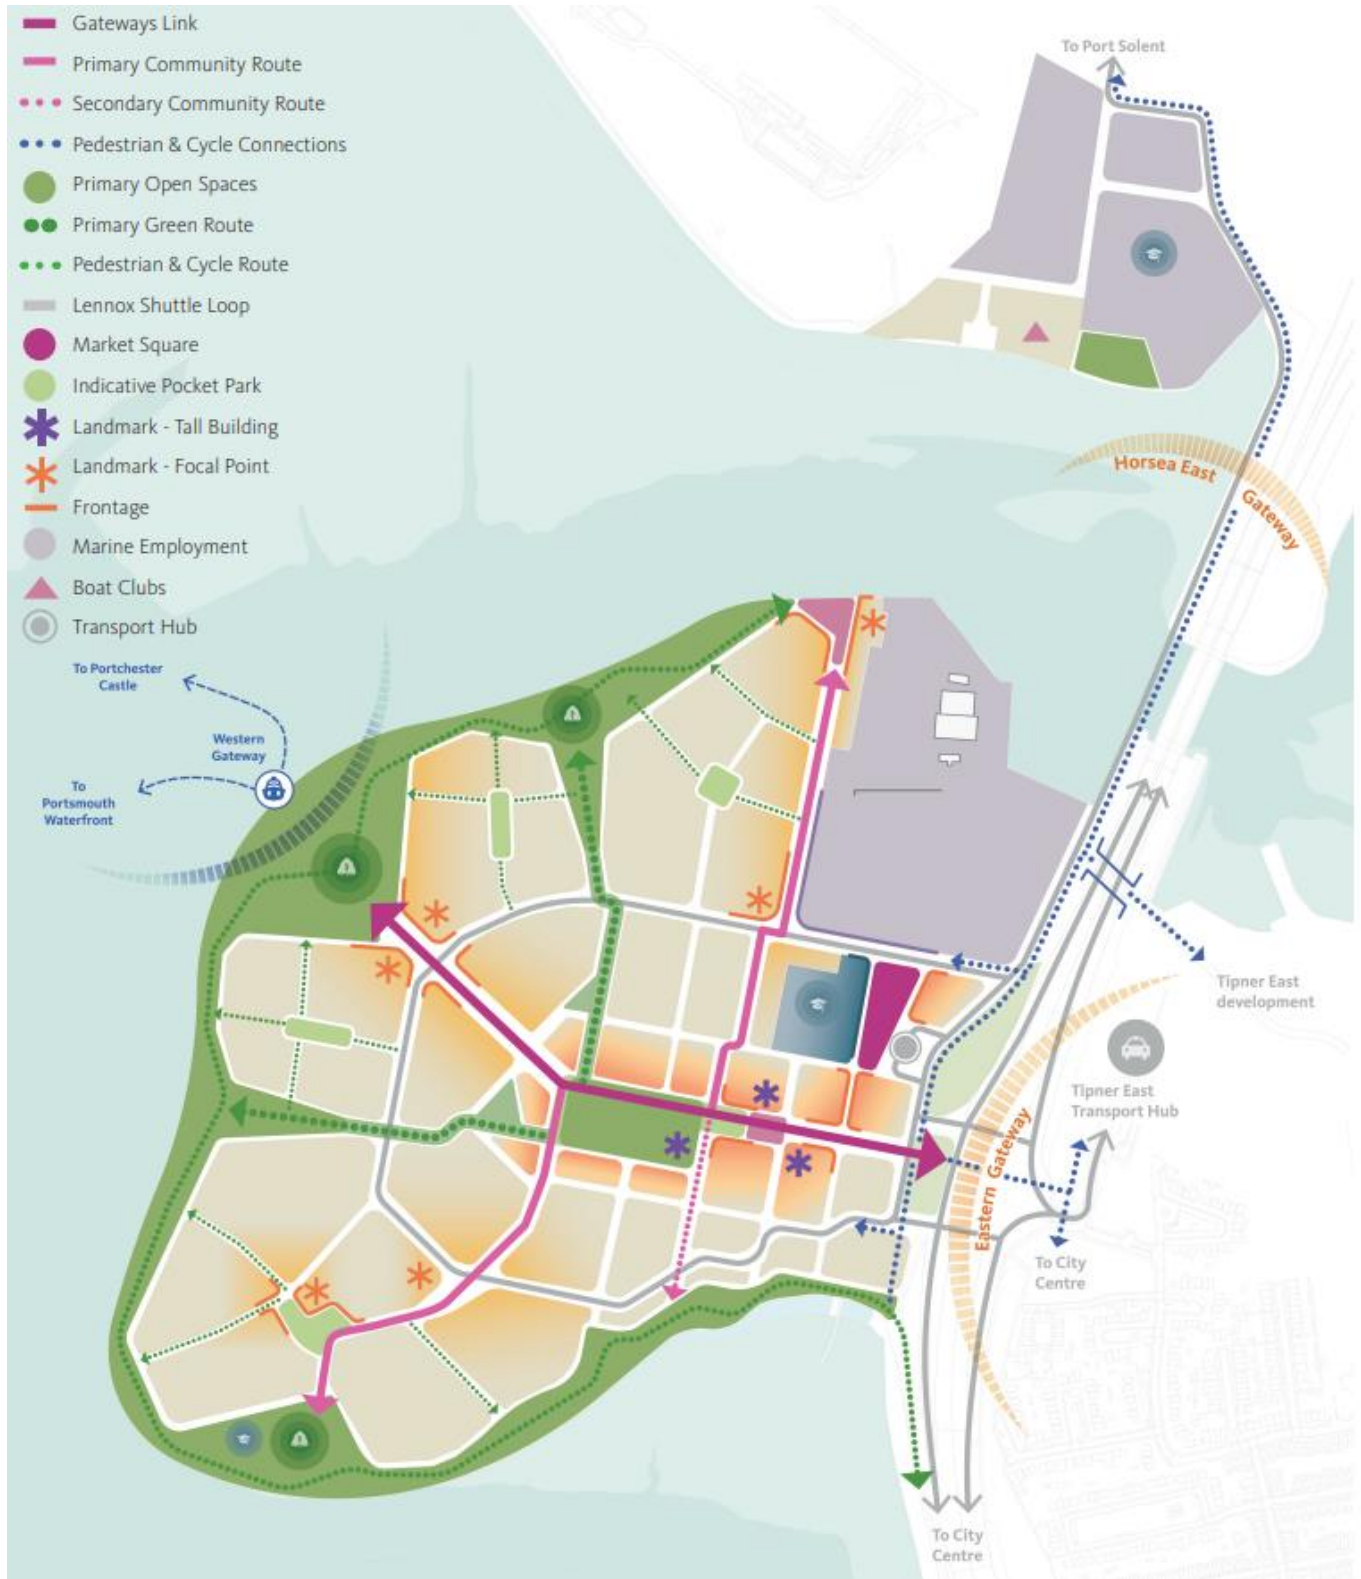 Gateways Link
Primary Community Route
Secondary Community Route
Pedestrian & Cycle Connections
Primary Open Spaces
Primary Green Route
Pedestrian & Cycle Route
Lennox Shuttle Loop
Market Square
Indicative Pocket Park
Landmark - Tall Building
Landmark - Focal Point
Frontage
Marine Employment
Boat Clubs
Transport Hub
To Port Solent
Horsea East
Gateway
To Portchester
Castle
Western
Gateway
To
Portsmouth
Waterfront
Tipner East
development
Tipner East
Transport Hub
Eastern Gateway
To City
Centre
To City
Centre